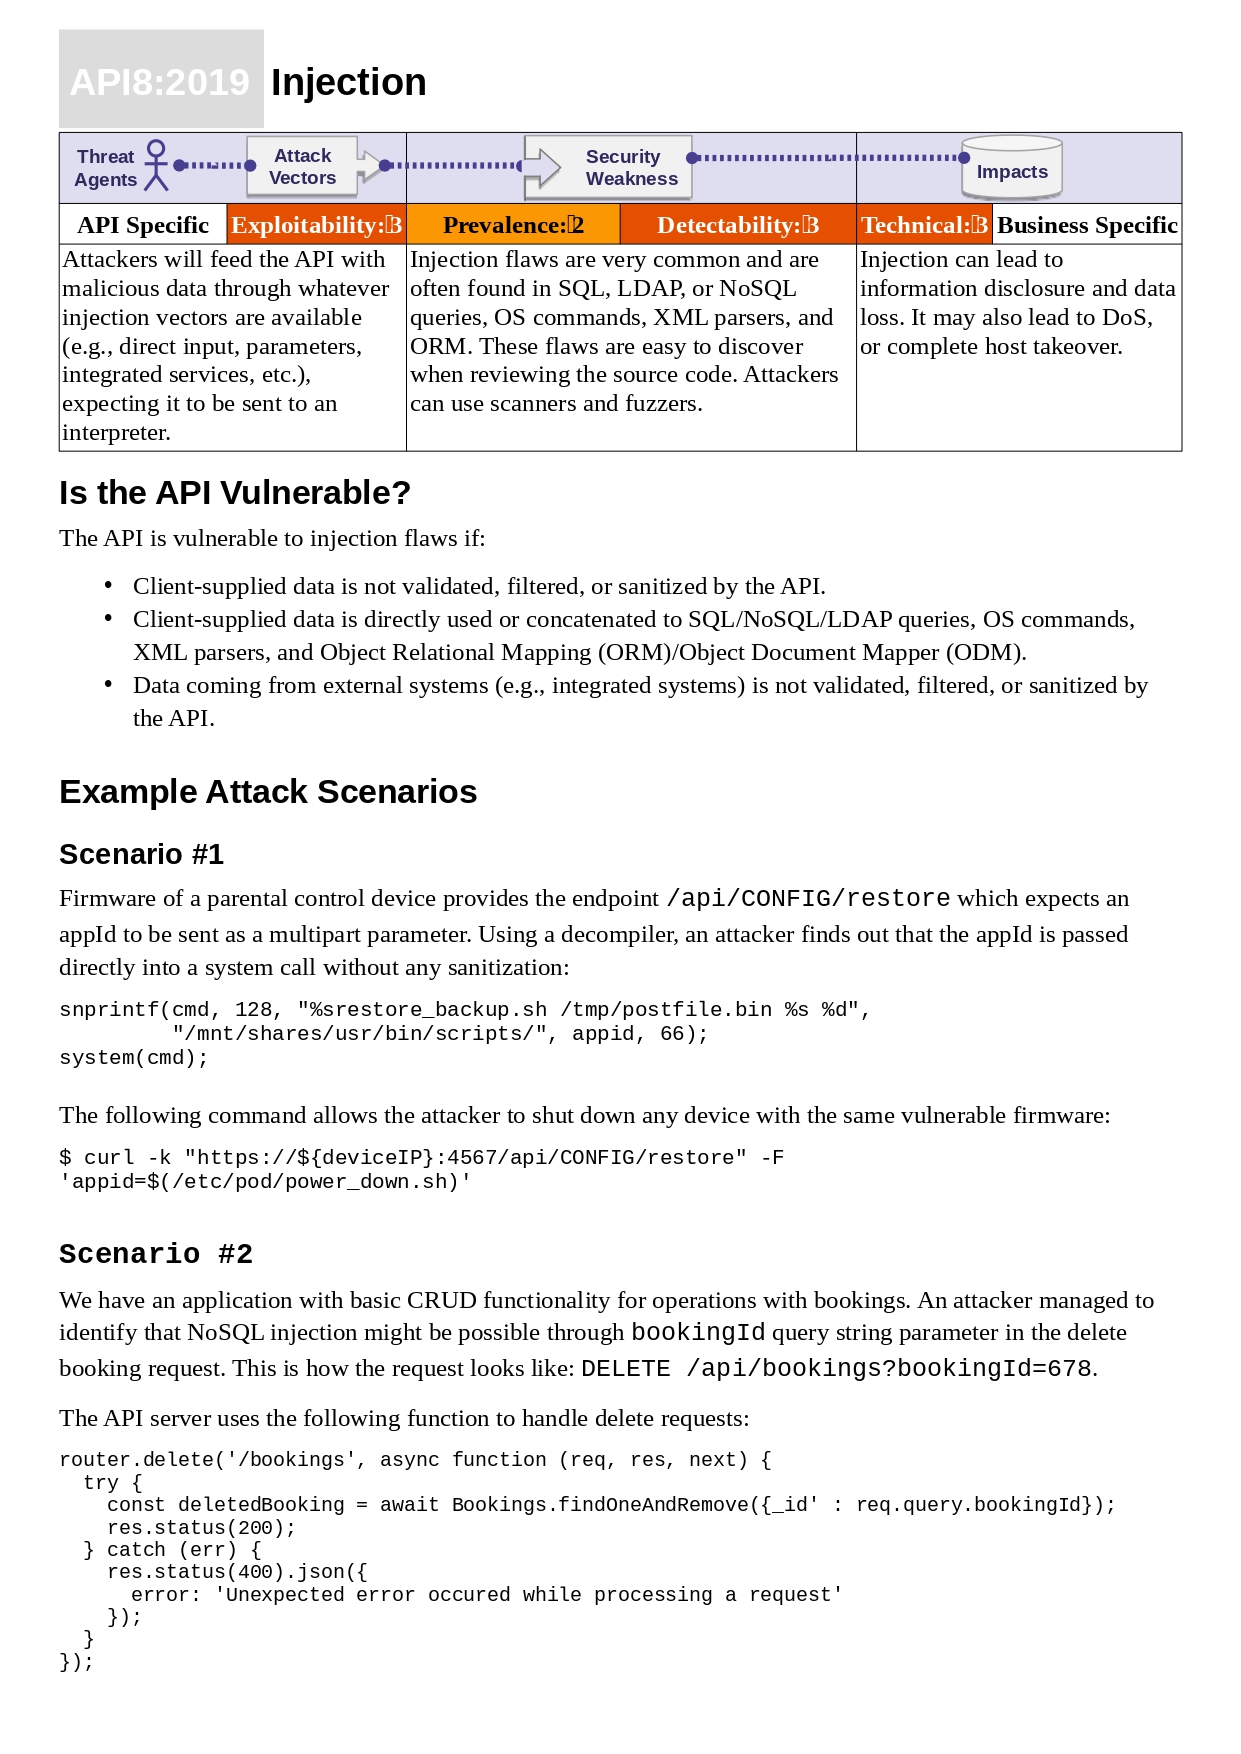 API8:2019 Injection
Threat Agents
Attack Vectors
Security Weakness
Impacts
API Specific Exploitability: 3 Prevalence: 2 Detectability: 3 Technical: 3 Business Specific
Attackers will feed the API with
malicious data through whatever
injection vectors are available
(e.g., direct input, parameters,
integrated services, etc.),
expecting it to be sent to an
interpreter.
Injection flaws are very common and are
often found in SQL, LDAP, or NoSQL
queries, OS commands, XML parsers, and
ORM. These flaws are easy to discover
when reviewing the source code. Attackers
can use scanners and fuzzers.
Injection can lead to
information disclosure and data
loss. It may also lead to DoS,
or complete host takeover.
Is the API Vulnerable?
The API is vulnerable to injection flaws if:
• Client-supplied data is not validated, filtered, or sanitized by the API.
• Client-supplied data is directly used or concatenated to SQL/NoSQL/LDAP queries, OS commands,
XML parsers, and Object Relational Mapping (ORM)/Object Document Mapper (ODM).
• Data coming from external systems (e.g., integrated systems) is not validated, filtered, or sanitized by
the API.
Example Attack Scenarios
Scenario #1
Firmware of a parental control device provides the endpoint /api/CONFIG/restore which expects an
appId to be sent as a multipart parameter. Using a decompiler, an attacker finds out that the appId is passed
directly into a system call without any sanitization:
snprintf(cmd, 128, "%srestore_backup.sh /tmp/postfile.bin %s %d",
         "/mnt/shares/usr/bin/scripts/", appid, 66);
system(cmd);
The following command allows the attacker to shut down any device with the same vulnerable firmware:
$ curl -k "https://${deviceIP}:4567/api/CONFIG/restore" -F
'appid=$(/etc/pod/power_down.sh)'
Scenario #2
We have an application with basic CRUD functionality for operations with bookings. An attacker managed to
identify that NoSQL injection might be possible through bookingId query string parameter in the delete
booking request. This is how the request looks like: DELETE /api/bookings?bookingId=678.
The API server uses the following function to handle delete requests:
router.delete('/bookings', async function (req, res, next) {
  try {
    const deletedBooking = await Bookings.findOneAndRemove({_id' : req.query.bookingId});
    res.status(200);
  } catch (err) {
    res.status(400).json({
      error: 'Unexpected error occured while processing a request'
    });
  }
});